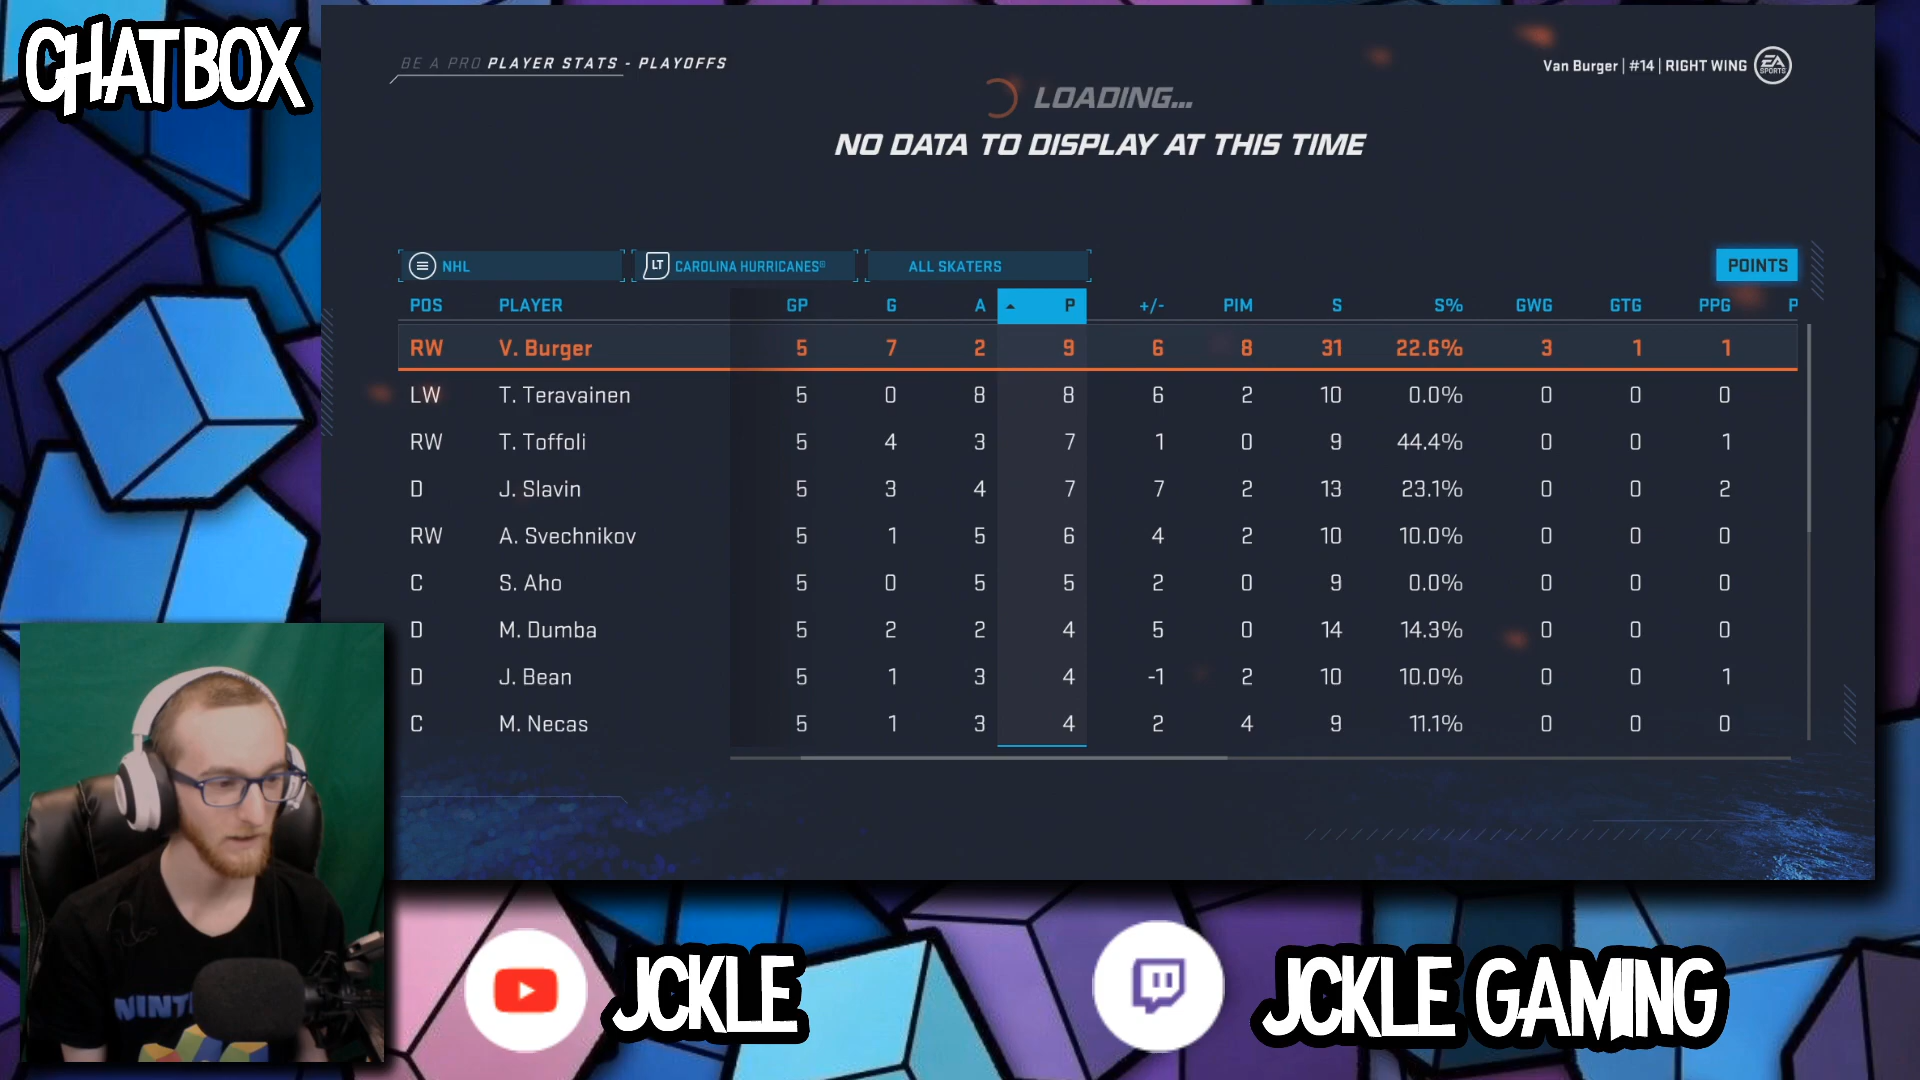 CHATBOX
BE A PRO PLAYER STATS - PLAYOFFS
Van Burger | #14 | RIGHT WING
EA SPORTS
LOADING...
NO DATA TO DISPLAY AT THIS TIME
NHL LT CAROLINA HURRICANES® ALL SKATERS POINTS
POS PLAYER GP G A P +/- PIM S S% GWG GTG PPG P
RW V. Burger 5 7 2 9 6 8 31 22.6% 3 1 1
LW T. Teravainen 5 0 8 8 6 2 10 0.0% 0 0 0
RW T. Toffoli 5 4 3 7 1 0 9 44.4% 0 0 1
D J. Slavin 5 3 4 7 7 2 13 23.1% 0 0 2
RW A. Svechnikov 5 1 5 6 4 2 10 10.0% 0 0 0
C S. Aho 5 0 5 5 2 0 9 0.0% 0 0 0
D M. Dumba 5 2 2 4 5 0 14 14.3% 0 0 0
D J. Bean 5 1 3 4 -1 2 10 10.0% 0 0 1
C M. Necas 5 1 3 4 2 4 9 11.1% 0 0 0
NINT
JCKLE
JCKLE GAMING